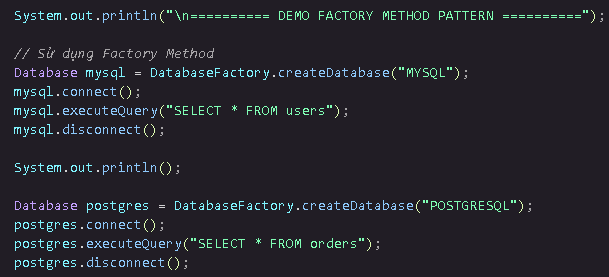 System.out.println("\n========== DEMO FACTORY METHOD PATTERN ==========");
// Sử dụng Factory Method
Database mysql = DatabaseFactory.createDatabase("MYSQL");
mysql.connect();
mysql.executeQuery("SELECT * FROM users");
mysql.disconnect();
System.out.println();
Database postgres = DatabaseFactory.createDatabase("POSTGRESQL");
postgres.connect();
postgres.executeQuery("SELECT * FROM orders");
postgres.disconnect();